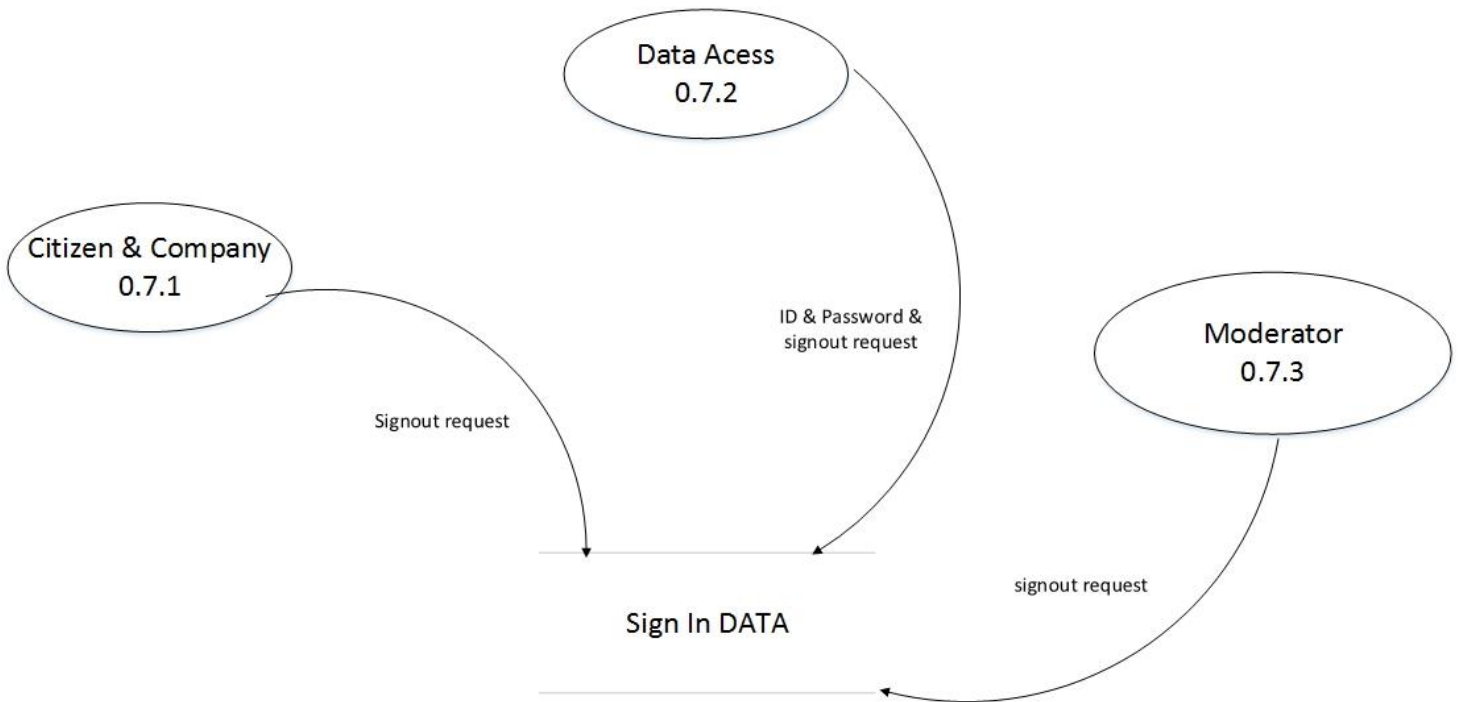 Data Acess
0.7.2
Citizen & Company
0.7.1
ID & Password &
signout request
Moderator
0.7.3
Signout request
signout request
Sign In DATA